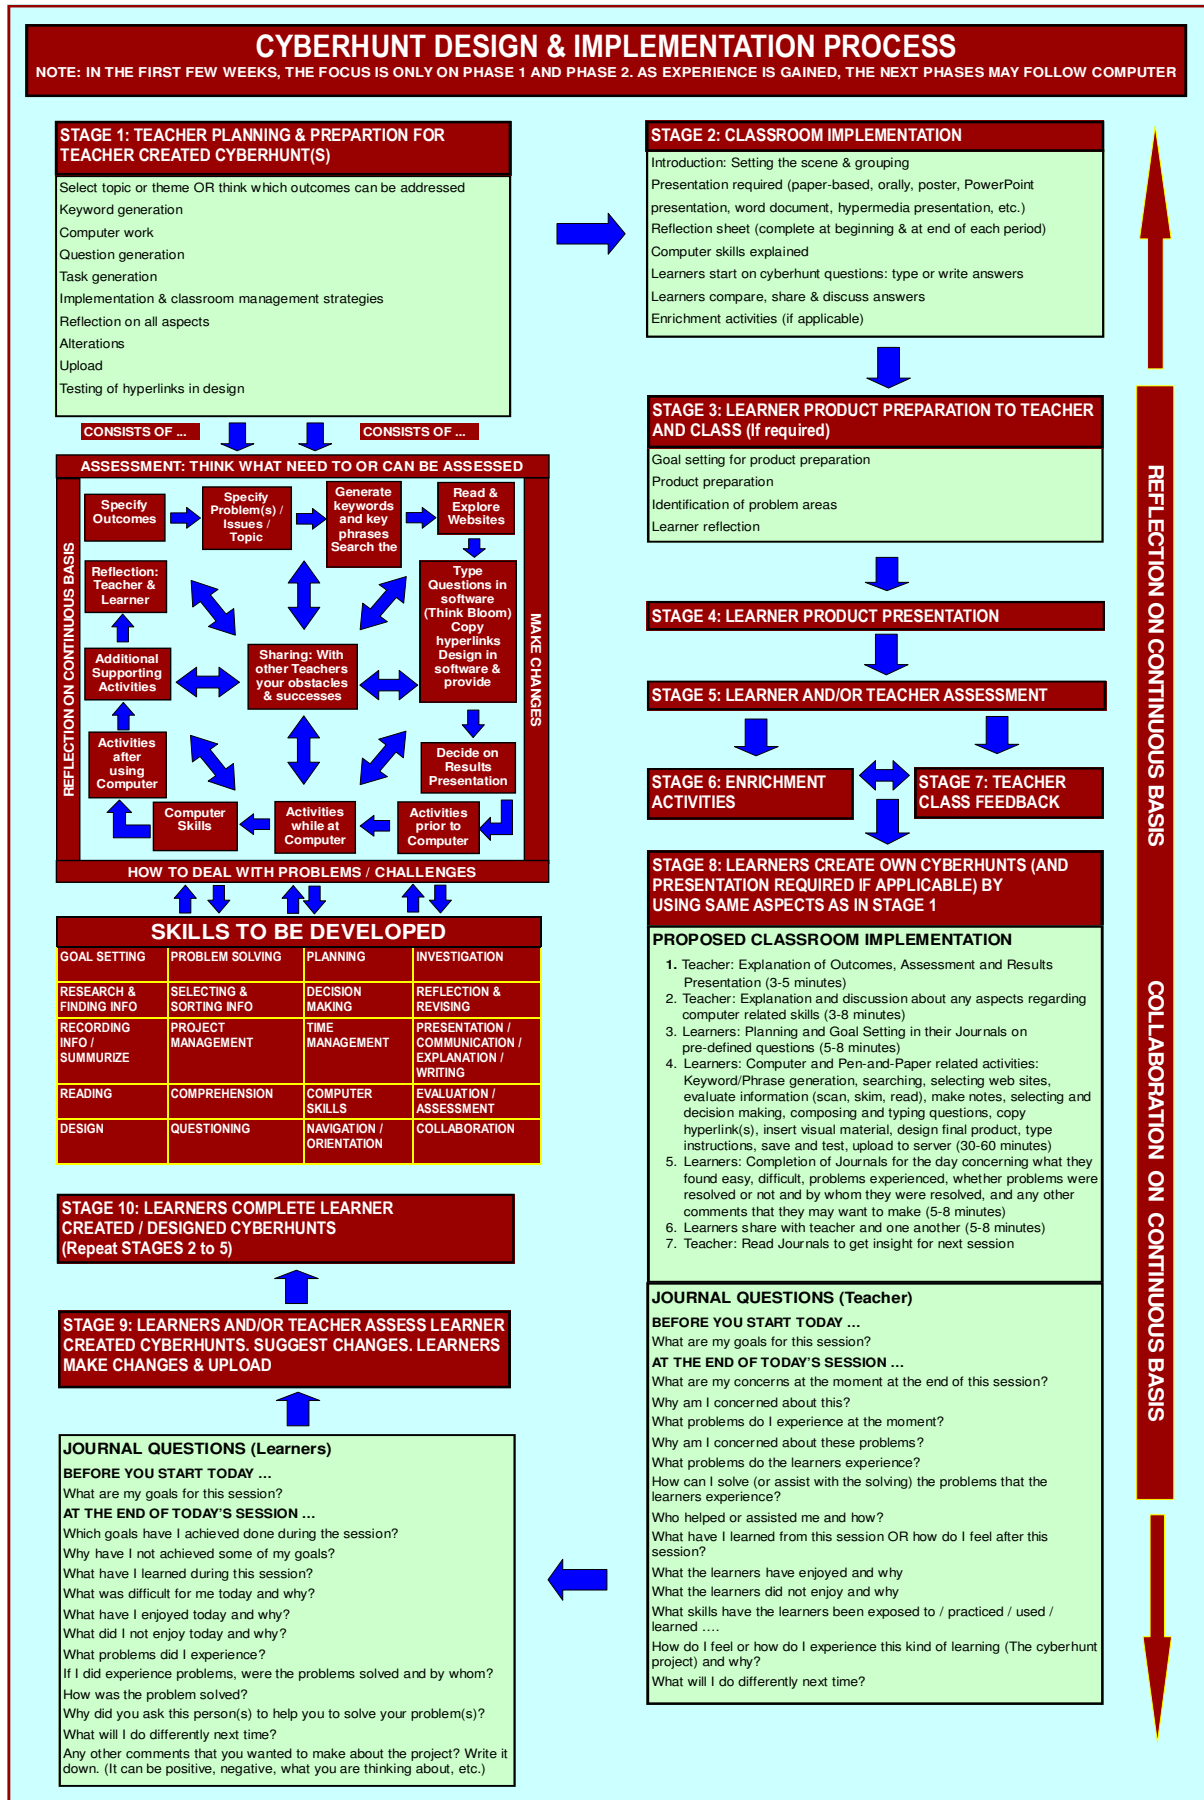 CYBERHUNT DESIGN & IMPLEMENTATION PROCESS
NOTE: IN THE FIRST FEW WEEKS, THE FOCUS IS ONLY ON PHASE 1 AND PHASE 2. AS EXPERIENCE IS GAINED, THE NEXT PHASES MAY FOLLOW COMPUTER
STAGE 1: TEACHER PLANNING & PREPARTION FOR
TEACHER CREATED CYBERHUNT(S)
Select topic or theme OR think which outcomes can be addressed
Keyword generation
Computer work
Question generation
Task generation
Implementation & classroom management strategies
Reflection on all aspects
Alterations
Upload
Testing of hyperlinks in design
CONSISTS OF ...
CONSISTS OF ...
ASSESSMENT: THINK WHAT NEED TO OR CAN BE ASSESSED
REFLECTION ON CONTINUOUS BASIS
MAKE CHANGES
Specify
Outcomes
Specify
Problem(s) /
Issues /
Topic
Generate
keywords
and key
phrases
Search the
Read &
Explore
Websites
Type
Questions in
software
(Think Bloom)
Copy
hyperlinks
Design in
software &
provide
Decide on
Results
Presentation
Activities
prior to
Computer
Activities
while at
Computer
Computer
Skills
Activities
after
using
Computer
Additional
Supporting
Activities
Reflection:
Teacher &
Learner
Sharing: With
other Teachers
your obstacles
& successes
HOW TO DEAL WITH PROBLEMS / CHALLENGES
SKILLS TO BE DEVELOPED
GOAL SETTING
PROBLEM SOLVING
PLANNING
INVESTIGATION
RESEARCH &
FINDING INFO
SELECTING &
SORTING INFO
DECISION
MAKING
REFLECTION &
REVISING
RECORDING
INFO /
SUMMURIZE
PROJECT
MANAGEMENT
TIME
MANAGEMENT
PRESENTATION /
COMMUNICATION /
EXPLANATION /
WRITING
READING
COMPREHENSION
COMPUTER
SKILLS
EVALUATION /
ASSESSMENT
DESIGN
QUESTIONING
NAVIGATION /
ORIENTATION
COLLABORATION
STAGE 2: CLASSROOM IMPLEMENTATION
Introduction: Setting the scene & grouping
Presentation required (paper-based, orally, poster, PowerPoint
presentation, word document, hypermedia presentation, etc.)
Reflection sheet (complete at beginning & at end of each period)
Computer skills explained
Learners start on cyberhunt questions: type or write answers
Learners compare, share & discuss answers
Enrichment activities (if applicable)
STAGE 3: LEARNER PRODUCT PREPARATION TO TEACHER
AND CLASS (If required)
Goal setting for product preparation
Product preparation
Identification of problem areas
Learner reflection
STAGE 4: LEARNER PRODUCT PRESENTATION
STAGE 5: LEARNER AND/OR TEACHER ASSESSMENT
STAGE 6: ENRICHMENT
ACTIVITIES
STAGE 7: TEACHER
CLASS FEEDBACK
STAGE 8: LEARNERS CREATE OWN CYBERHUNTS (AND
PRESENTATION REQUIRED IF APPLICABLE) BY
USING SAME ASPECTS AS IN STAGE 1
PROPOSED CLASSROOM IMPLEMENTATION
1. Teacher: Explanation of Outcomes, Assessment and Results
Presentation (3-5 minutes)
2. Teacher: Explanation and discussion about any aspects regarding
computer related skills (3-8 minutes)
3. Learners: Planning and Goal Setting in their Journals on
pre-defined questions (5-8 minutes)
4. Learners: Computer and Pen-and-Paper related activities:
Keyword/Phrase generation, searching, selecting web sites,
evaluate information (scan, skim, read), make notes, selecting and
decision making, composing and typing questions, copy
hyperlink(s), insert visual material, design final product, type
instructions, save and test, upload to server (30-60 minutes)
5. Learners: Completion of Journals for the day concerning what they
found easy, difficult, problems experienced, whether problems were
resolved or not and by whom they were resolved, and any other
comments that they may want to make (5-8 minutes)
6. Learners share with teacher and one another (5-8 minutes)
7. Teacher: Read Journals to get insight for next session
JOURNAL QUESTIONS (Teacher)
BEFORE YOU START TODAY ...
What are my goals for this session?
AT THE END OF TODAY'S SESSION ...
What are my concerns at the moment at the end of this session?
Why am I concerned about this?
What problems do I experience at the moment?
Why am I concerned about these problems?
What problems do the learners experience?
How can I solve (or assist with the solving) the problems that the
learners experience?
Who helped or assisted me and how?
What have I learned from this session OR how do I feel after this
session?
What the learners have enjoyed and why
What the learners did not enjoy and why
What skills have the learners been exposed to / practiced / used /
learned ....
How do I feel or how do I experience this kind of learning (The cyberhunt
project) and why?
What will I do differently next time?
JOURNAL QUESTIONS (Learners)
BEFORE YOU START TODAY ...
What are my goals for this session?
AT THE END OF TODAY'S SESSION ...
Which goals have I achieved done during the session?
Why have I not achieved some of my goals?
What have I learned during this session?
What was difficult for me today and why?
What have I enjoyed today and why?
What did I not enjoy today and why?
What problems did I experience?
If I did experience problems, were the problems solved and by whom?
How was the problem solved?
Why did you ask this person(s) to help you to solve your problem(s)?
What will I do differently next time?
Any other comments that you wanted to make about the project? Write it
down. (It can be positive, negative, what you are thinking about, etc.)
STAGE 9: LEARNERS AND/OR TEACHER ASSESS LEARNER
CREATED CYBERHUNTS. SUGGEST CHANGES. LEARNERS
MAKE CHANGES & UPLOAD
STAGE 10: LEARNERS COMPLETE LEARNER
CREATED / DESIGNED CYBERHUNTS
(Repeat STAGES 2 to 5)
REFLECTION ON CONTINUOUS BASIS
COLLABORATION ON CONTINUOUS BASIS